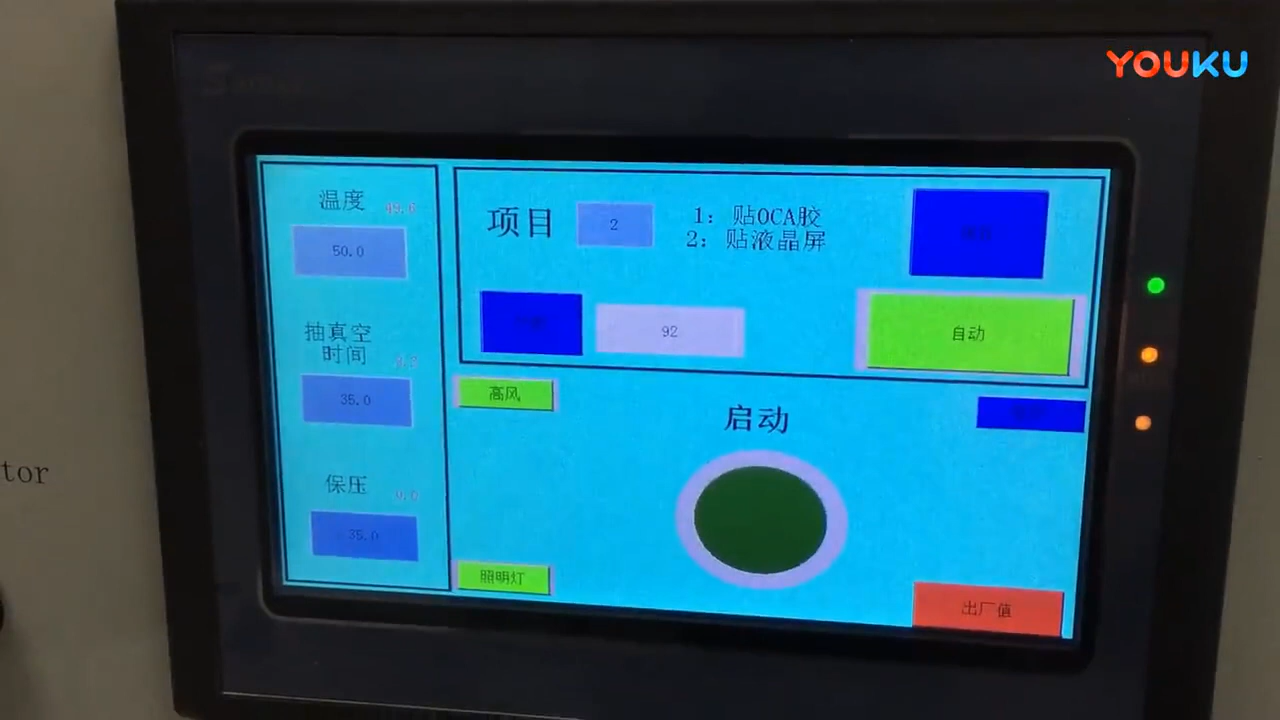 YOUKU
温度
50.0
抽真空
时间
35.0
保压
0.0
35.0
项目
2
1: 贴OCA胶
2: 贴液晶屏
92
自动
高风
启动
照明灯
出厂值
tor